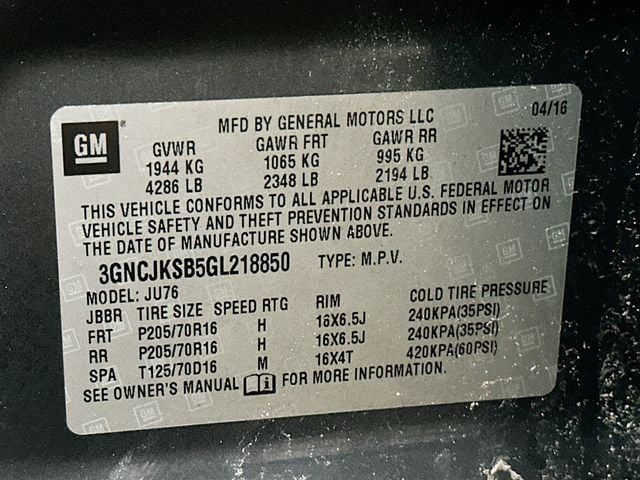 MFD BY GENERAL MOTORS LLC 04/16
GM
GVWR GAWR FRT GAWR RR
1944 KG 1065 KG 995 KG
4286 LB 2348 LB 2194 LB
THIS VEHICLE CONFORMS TO ALL APPLICABLE U.S. FEDERAL MOTOR
VEHICLE SAFETY AND THEFT PREVENTION STANDARDS IN EFFECT ON
THE DATE OF MANUFACTURE SHOWN ABOVE.
3GNCJKSB5GL218850 TYPE: M.P.V.
MODEL: JU76
JBBR TIRE SIZE SPEED RTG RIM COLD TIRE PRESSURE
FRT P205/70R16 H 16X6.5J 240KPA(35PSI)
RR P205/70R16 H 16X6.5J 240KPA(35PSI)
SPA T125/70D16 M 16X4T 420KPA(60PSI)
SEE OWNER'S MANUAL FOR MORE INFORMATION.